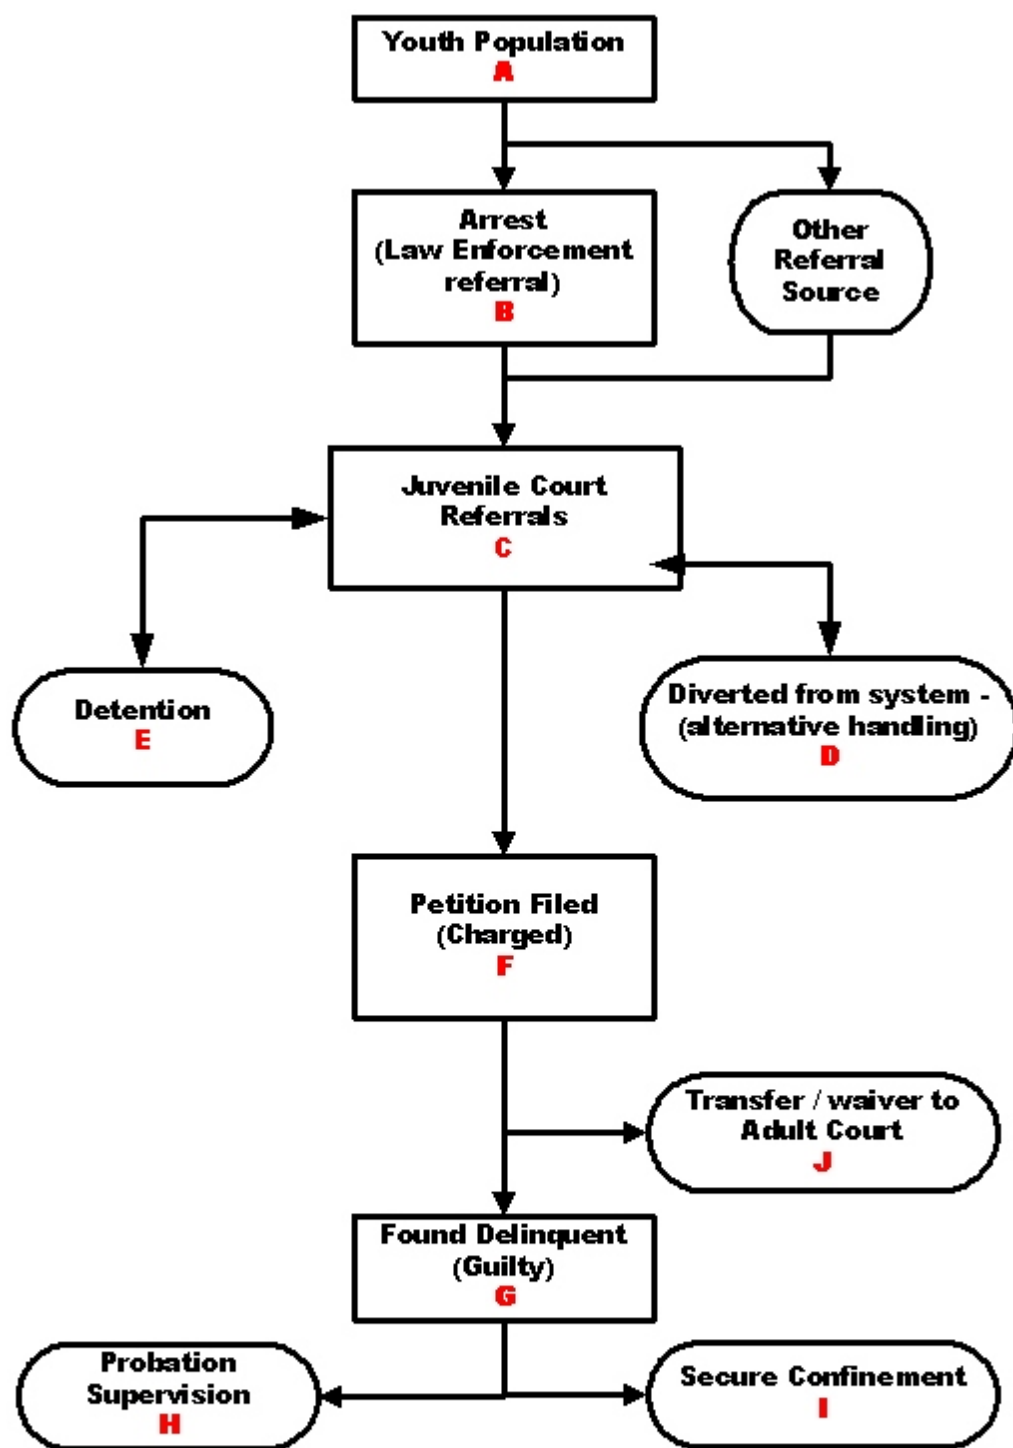 Youth Population
A
Arrest
(Law Enforcement
referral)
B
Other
Referral
Source
Juvenile Court
Referrals
C
Detention
E
Diverted from system -
(alternative handling)
D
Petition Filed
(Charged)
F
Transfer / waiver to
Adult Court
J
Found Delinquent
(Guilty)
G
Probation
Supervision
H
Secure Confinement
I